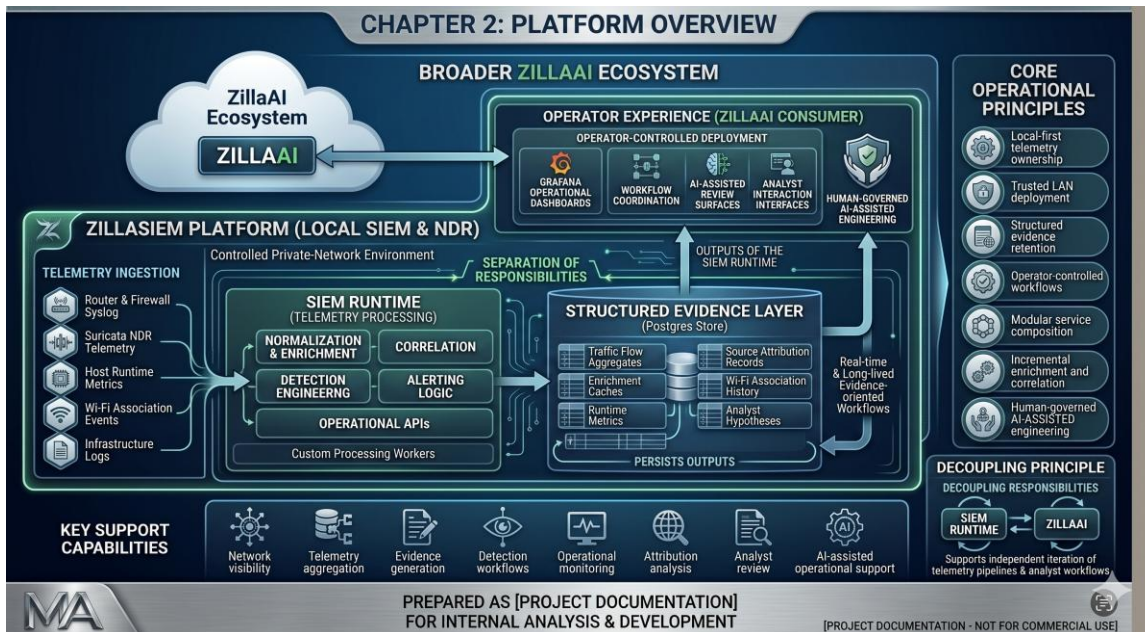 CHAPTER 2: PLATFORM OVERVIEW
BROADER ZILLAAI ECOSYSTEM
ZillaAI
Ecosystem
ZILLAAI
OPERATOR EXPERIENCE (ZILLAAI CONSUMER)
OPERATOR-CONTROLLED DEPLOYMENT
GRAFANA
OPERATIONAL
DASHBOARDS
WORKFLOW
COORDINATION
AI-ASSISTED
REVIEW
SURFACES
ANALYST
INTERACTION
INTERFACES
HUMAN-GOVERNED
AI-ASSISTED
ENGINEERING
ZILLASIEM PLATFORM (LOCAL SIEM & NDR)
Controlled Private-Network Environment
SEPARATION OF
RESPONSIBILITIES
OUTPUTS OF THE
SIEM RUNTIME
TELEMETRY INGESTION
Router & Firewall
Syslog
Suricata NDR
Telemetry
Host Runtime
Metrics
Wi-Fi Association
Events
Infrastructure
Logs
SIEM RUNTIME
(TELEMETRY PROCESSING)
NORMALIZATION
& ENRICHMENT
CORRELATION
DETECTION
ENGINEERNG
ALERTING
LOGIC
OPERATIONAL APIs
Custom Processing Workers
STRUCTURED EVIDENCE LAYER
(Postgres Store)
Traffic Flow
Aggregates
Enrichment
Caches
Runtime
Metrics
Source Attribution
Records
Wi-Fi Association
History
Analyst
Hypotheses
PERSISTS OUTPUTS
Real-time
& Long-lived
Evidence-
oriented
Workflows
CORE
OPERATIONAL
PRINCIPLES
Local-first
telemetry
ownership
Trusted LAN
deployment
Structured
evidence
retention
Operator-controlled
workflows
Modular service
composition
Incremental
enrichment and
correlation
Human-governed
AI-ASSISTED
engineering
DECOUPLING PRINCIPLE
DECOUPLING RESPONSIBILITIES
SIEM
RUNTIME
ZILLAAI
Supports independent iteration of
telemetry pipelines & analyst workflows
KEY SUPPORT
CAPABILITIES
Network
visibility
Telemetry
aggregation
Evidence
generation
Detection
workflows
Operational
monitoring
Attribution
analysis
Analyst
review
AI
AI-assisted
operational support
MA
PREPARED AS [PROJECT DOCUMENTATION]
FOR INTERNAL ANALYSIS & DEVELOPMENT
[PROJECT DOCUMENTATION - NOT FOR COMMERCIAL USE]